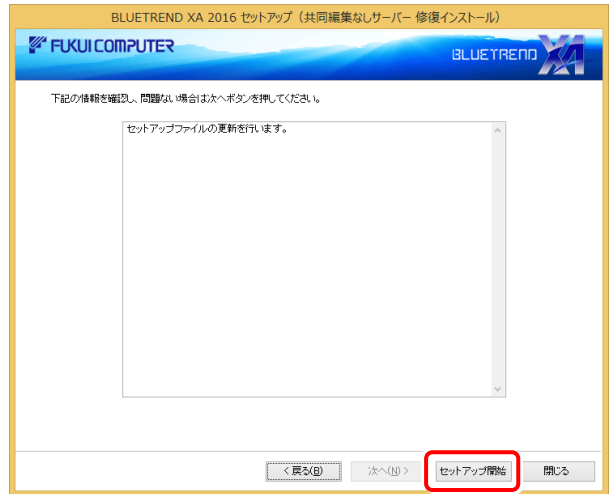 BLUETREND XA 2016 セットアップ（共同編集なしサーバー 修復インストール）
FUKUI COMPUTER
BLUETREND XA
下記の情報を確認し、問題ない場合は次へボタンを押してください。
セットアップファイルの更新を行います。
< 戻る(B)
次へ(N) >
セットアップ開始
閉じる